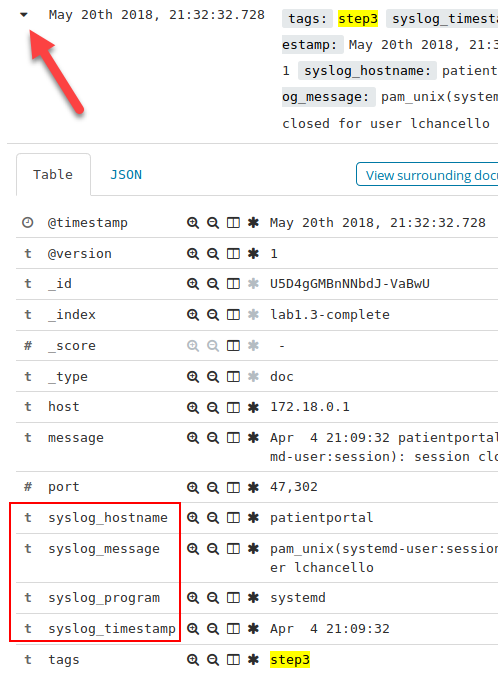 May 20th 2018, 21:32:32.728 tags: step3
estamp: May 20th 2018,
1 syslog_hostname: patient
og_message: pam_unix(system
closed for user lchancello
Table JSON View surrounding
@timestamp May 20th 2018, 21:32:32.728
@version 1
_id U5D4gGMBnNNbdJ-VaBwU
_index lab1.3-complete
# _score -
t _type doc
t host 172.18.0.1
t message Apr 4 21:09:32 patientportal
md-user:session): session clo
# port 47,302
t syslog_hostname patientportal
t syslog_message pam_unix(systemd-user:session
er lchancello
t syslog_program systemd
t syslog_timestamp Apr 4 21:09:32
t tags step3